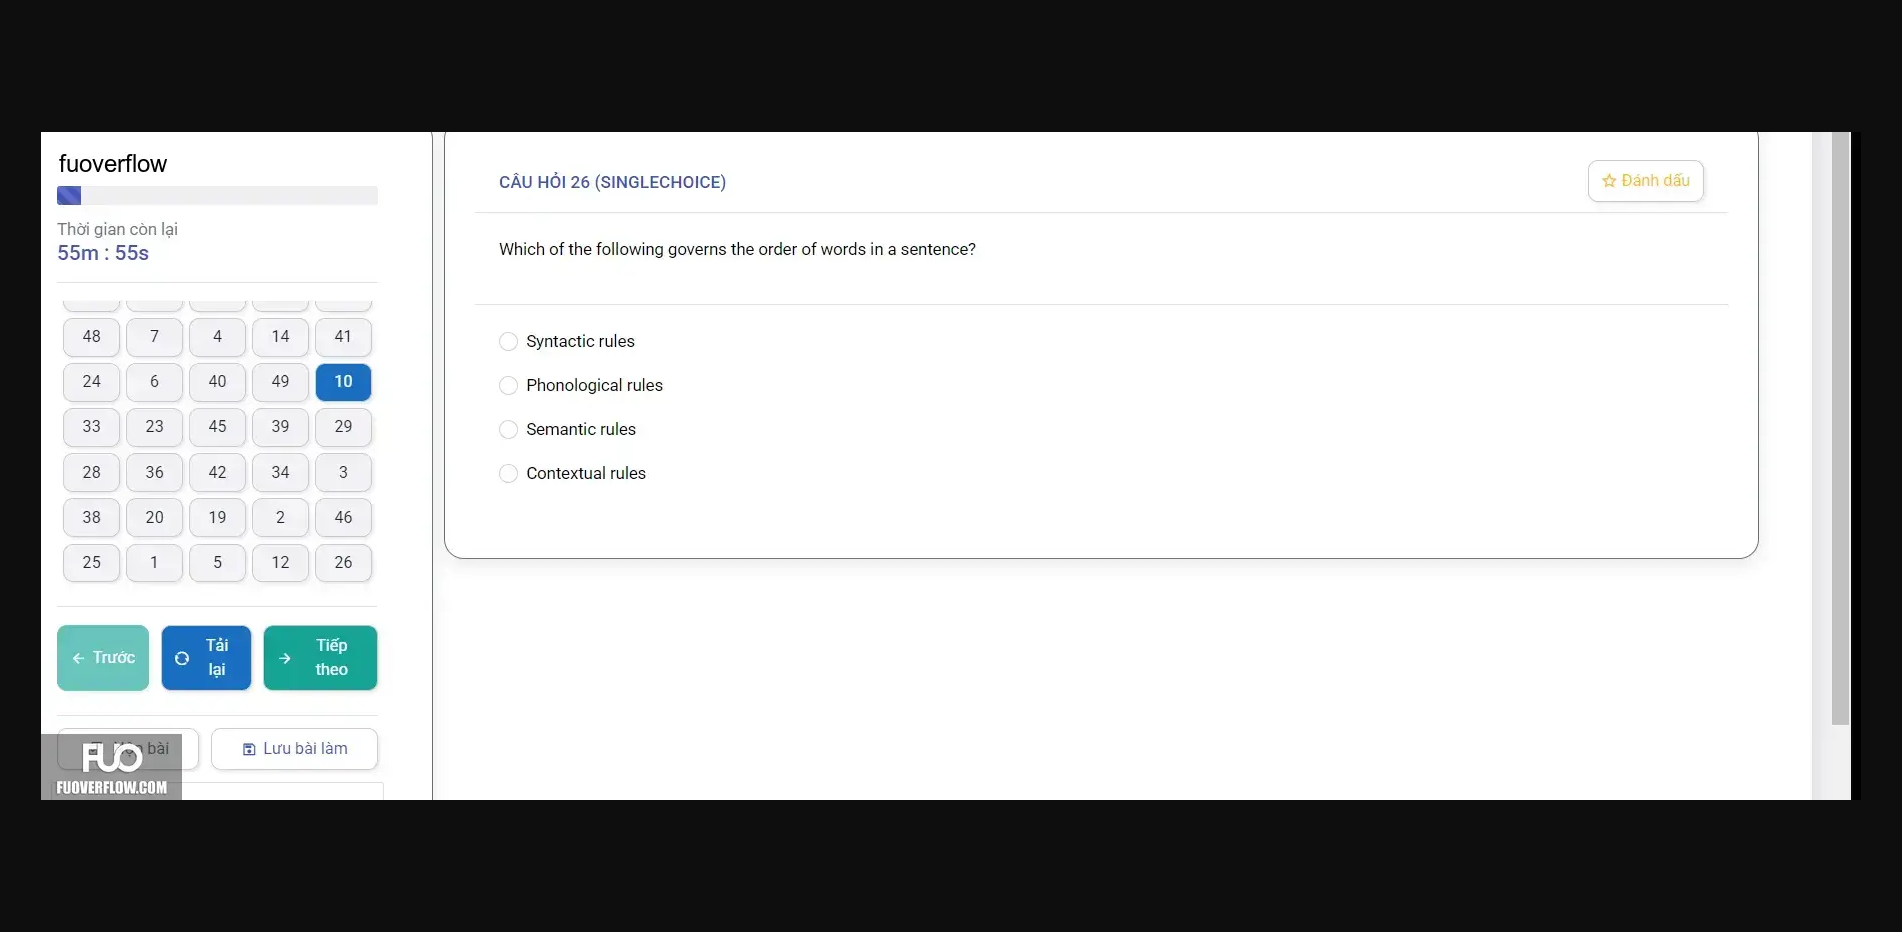 fuoverflow
Thời gian còn lại
55m : 55s
48 7 4 14 41
24 6 40 49 10
33 23 45 39 29
28 36 42 34 3
38 20 19 2 46
25 1 5 12 26
Trước
Tải lại
Tiếp theo
bài
Lưu bài làm
FUO
FUOVERFLOW.COM
CÂU HỎI 26 (SINGLECHOICE)
Đánh dấu
Which of the following governs the order of words in a sentence?
Syntactic rules
Phonological rules
Semantic rules
Contextual rules